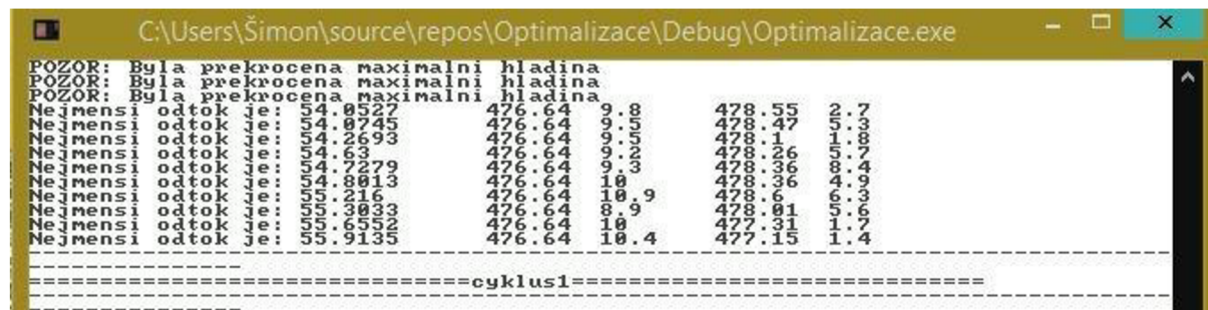 C:\Users\Šimon\source\repos\Optimalizace\Debug\Optimalizace.exe
POZOR: Byla prekrocena maximalni hladina
POZOR: Byla prekrocena maximalni hladina
POZOR: Byla prekrocena maximalni hladina
Nejmensi odtok je: 54.0527 476.64 9.8 478.55 2.7
Nejmensi odtok je: 54.0745 476.64 9.5 478.47 5.3
Nejmensi odtok je: 54.2693 476.64 9.5 478.1 1.8
Nejmensi odtok je: 54.63 476.64 9.2 478.26 5.7
Nejmensi odtok je: 54.7279 476.64 9.3 478.36 8.4
Nejmensi odtok je: 54.8013 476.64 10 478.36 4.9
Nejmensi odtok je: 55.216 476.64 10.9 478.6 6.3
Nejmensi odtok je: 55.3033 476.64 8.9 478.01 5.6
Nejmensi odtok je: 55.6552 476.64 10 477.31 1.7
Nejmensi odtok je: 55.9135 476.64 10.4 477.15 1.4
==============================cyklus1============================